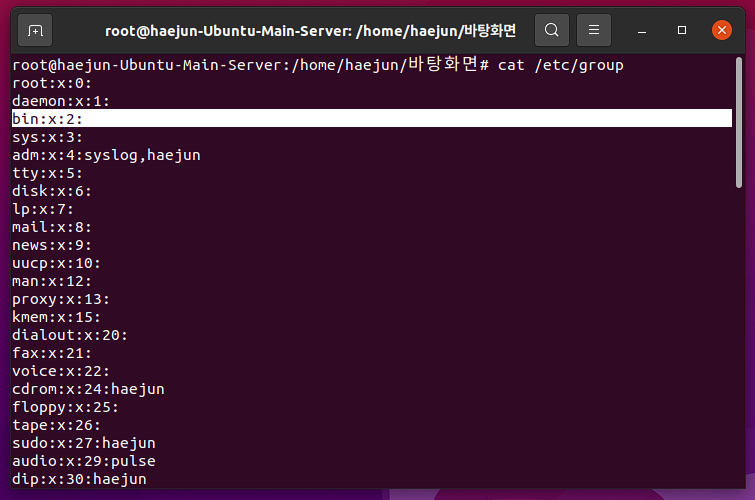 root@haejun-Ubuntu-Main-Server: /home/haejun/바탕화면
root@haejun-Ubuntu-Main-Server:/home/haejun/바탕화면# cat /etc/group
root:x:0:
daemon:x:1:
bin:x:2:
sys:x:3:
adm:x:4:syslog,haejun
tty:x:5:
disk:x:6:
lp:x:7:
mail:x:8:
news:x:9:
uucp:x:10:
man:x:12:
proxy:x:13:
kmem:x:15:
dialout:x:20:
fax:x:21:
voice:x:22:
cdrom:x:24:haejun
floppy:x:25:
tape:x:26:
sudo:x:27:haejun
audio:x:29:pulse
dip:x:30:haejun